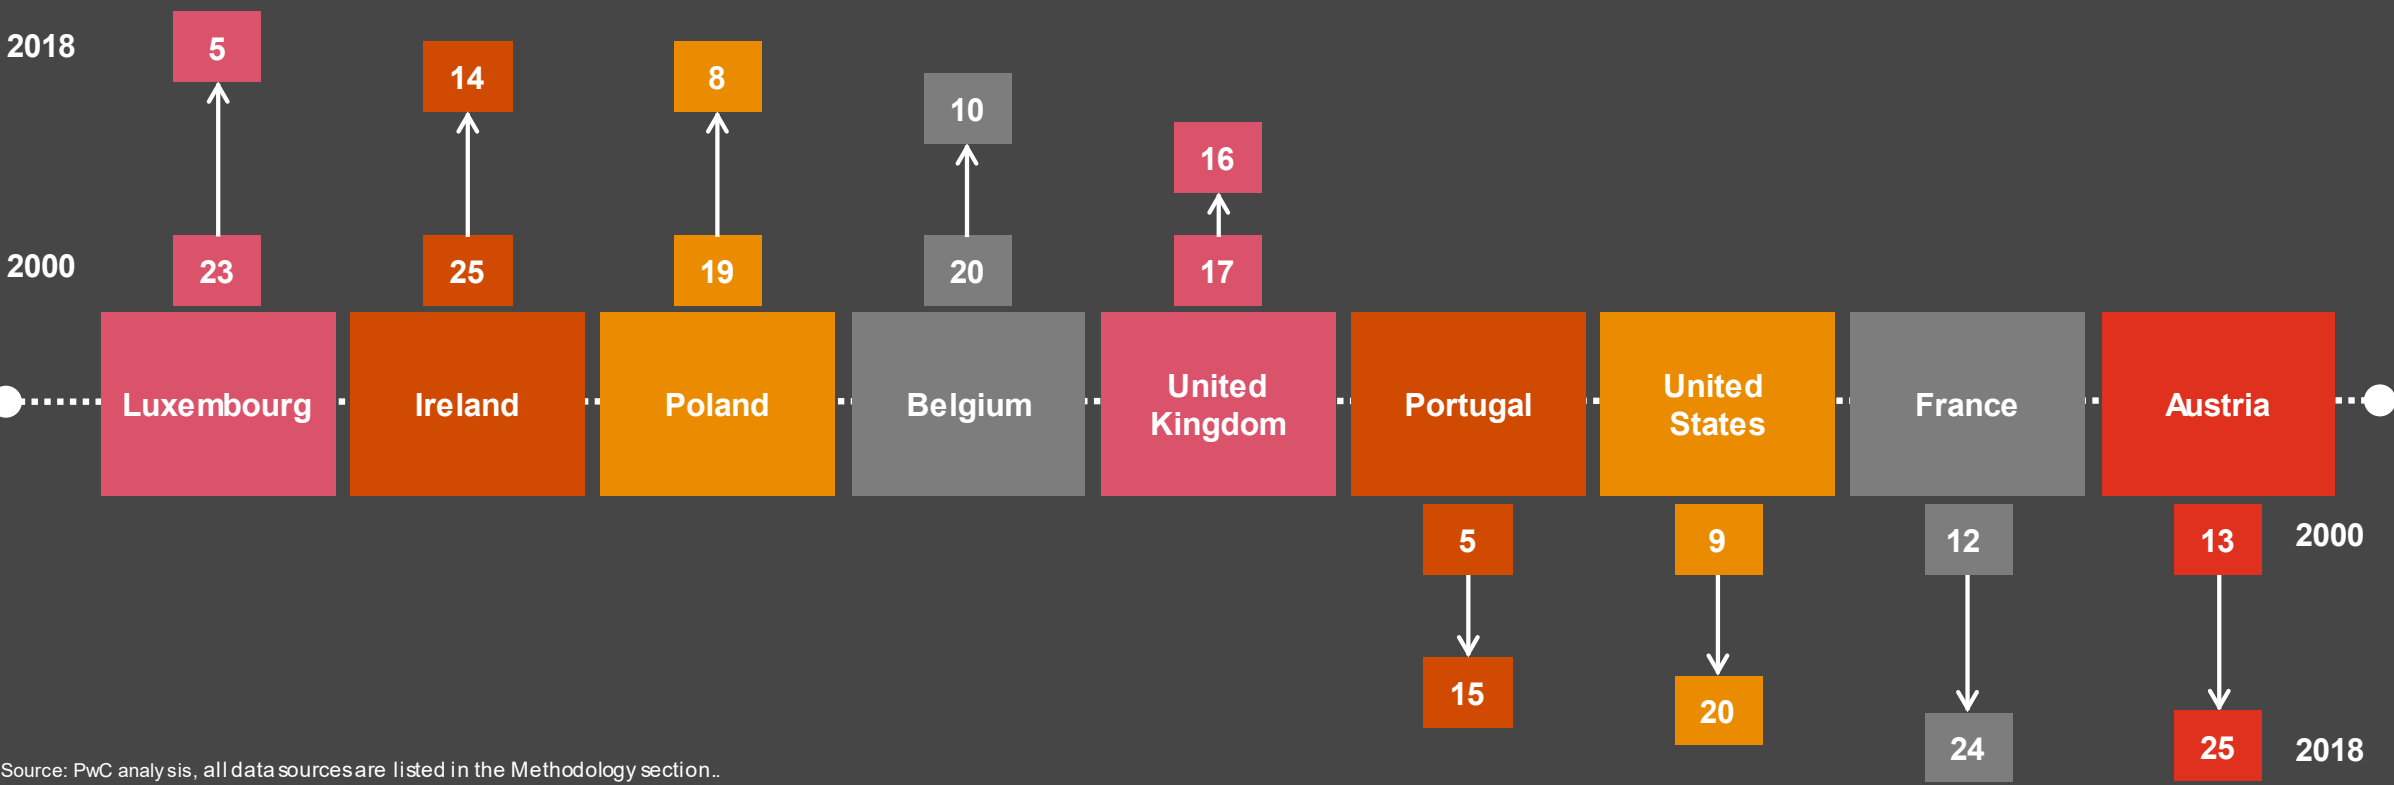 2018
5
14
8
10
16
2000
23
25
19
20
17
Luxembourg
Ireland
Poland
Belgium
United
Kingdom
Portugal
United
States
France
Austria
5
9
12
13
2000
15
20
24
25
2018
Source: PwC analysis, all data sources are listed in the Methodology section..